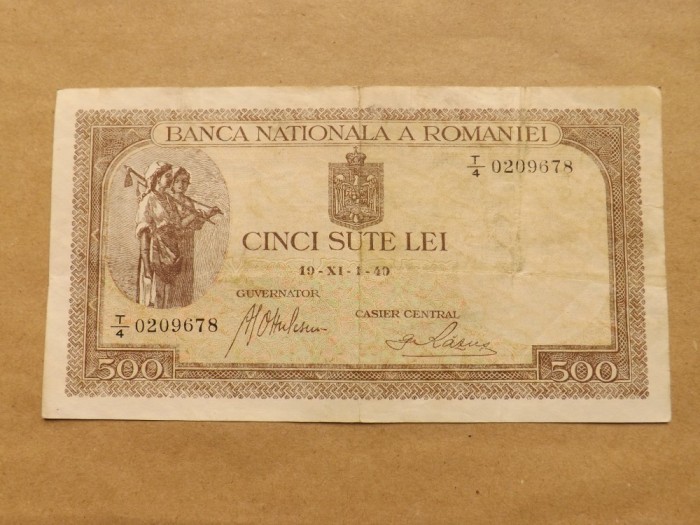 BANCA NATIONALA A ROMANIEI
T/4 0209678
CINCI SUTE LEI
19-XI-1-40
GUVERNATOR
CASIER CENTRAL
T/4 0209678
500
500